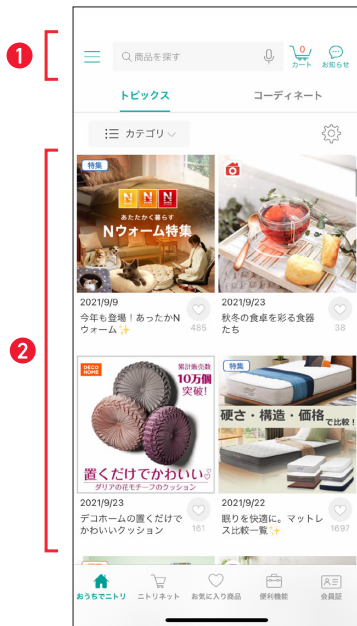 1
商品を探す
0
カート
お知らせ
トピックス
コーディネート
カテゴリ
2
特集
N N N
あたたかく暮らす
Nウォーム特集
2021/9/9
今年も登場！あったかN
ウォーム✨
485
2021/9/23
秋冬の食卓を彩る食器
たち
38
DECO
HOME
累計販売数
10万個
突破!
置くだけでかわいい
ダリアの花モチーフのクッション
2021/9/23
デコホームの置くだけで
かわいいクッション
161
特集
硬さ・構造・価格
で比較!
2021/9/22
眠りを快適に。マットレ
ス比較一覧✨
1697
おうちでニトリ
ニトリネット
お気に入り商品
便利機能
会員証